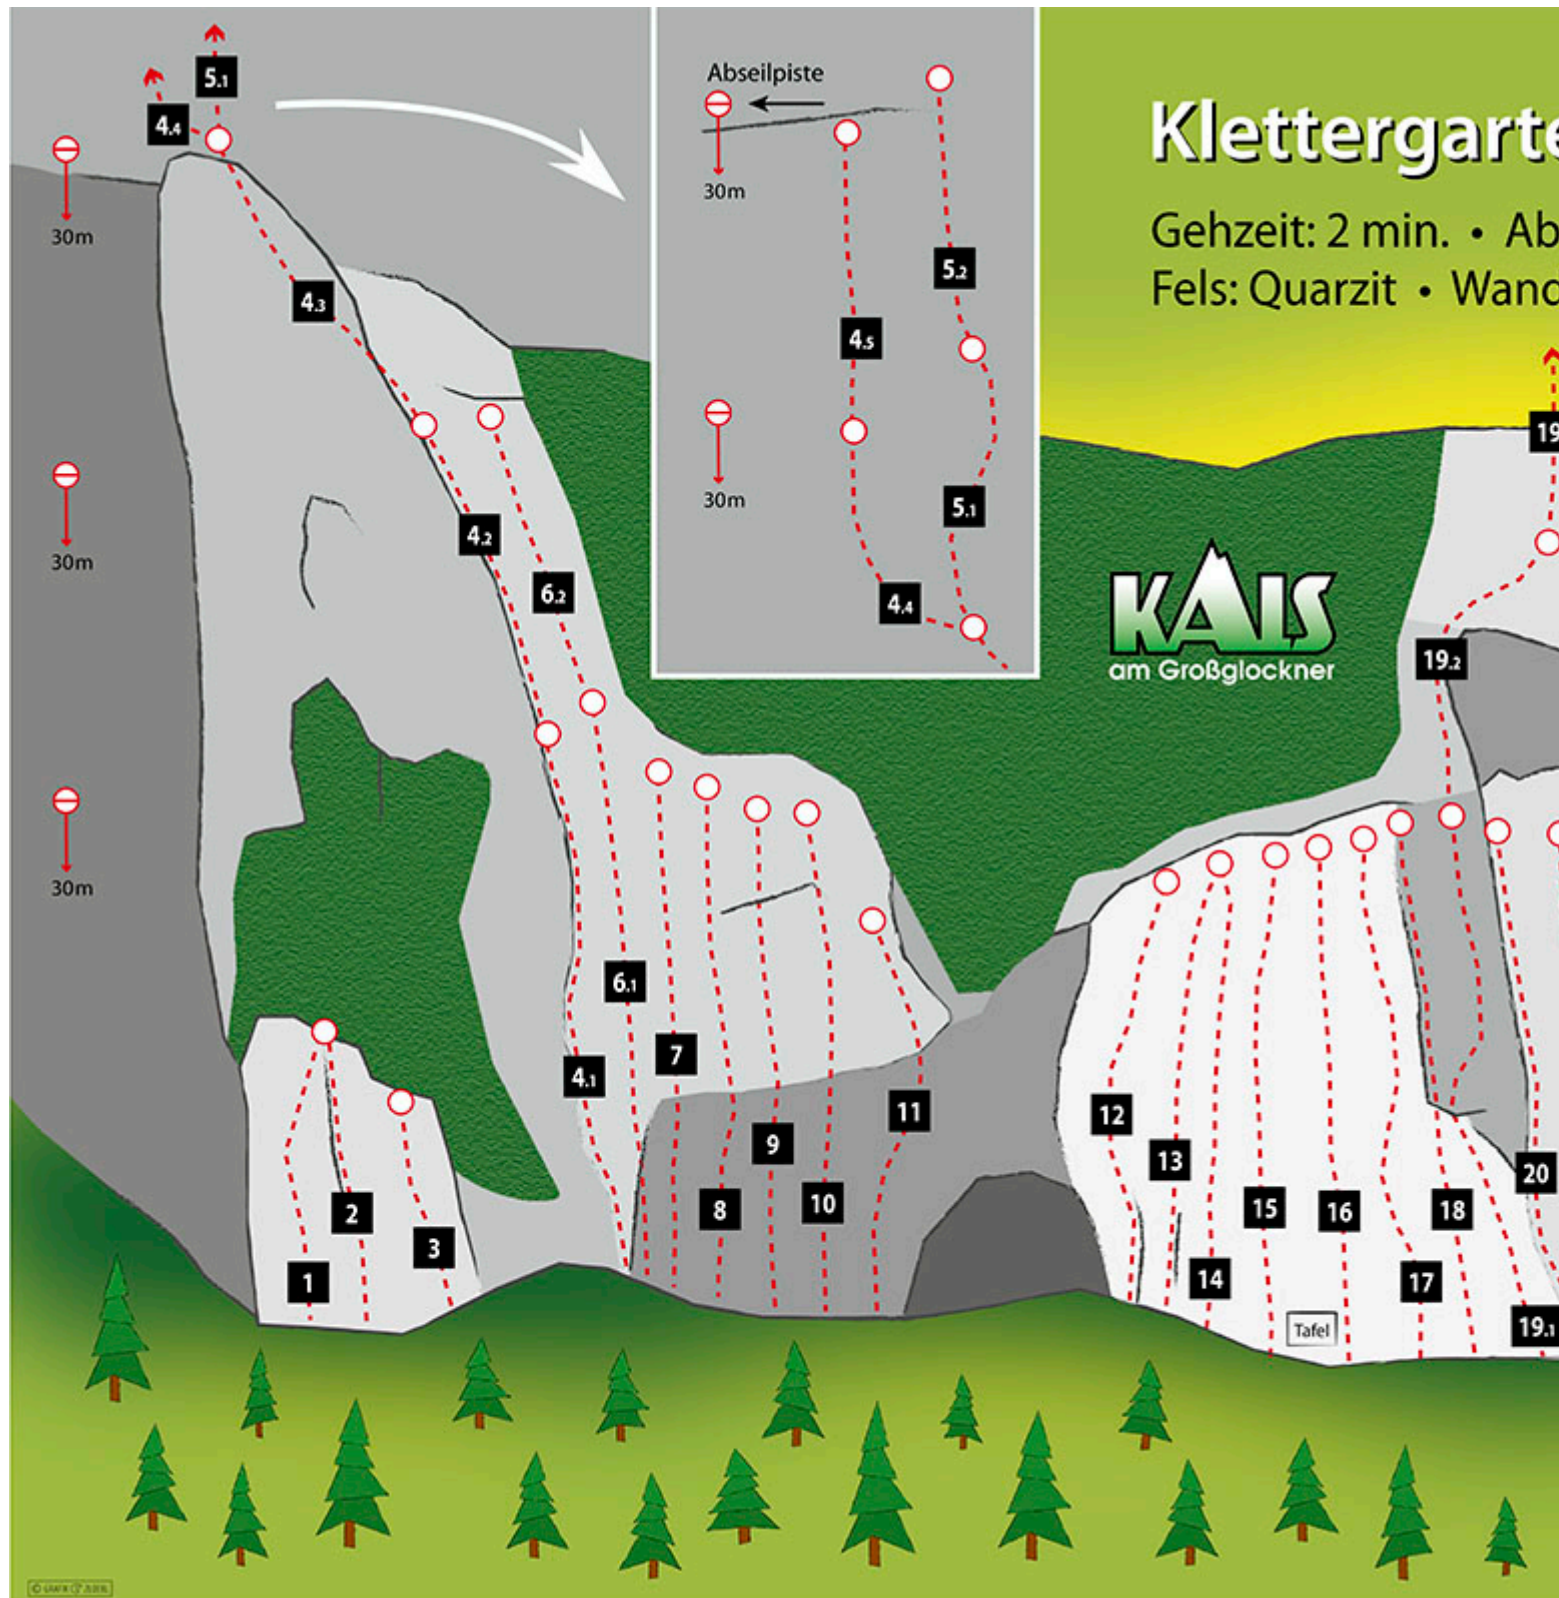 5.1
4.4
30m
4.3
Abseilpiste
30m
5.2
4.5
30m
5.1
4.4
Klettergarte
Gehzeit: 2 min. • Ab
Fels: Quarzit • Wand
19
4.2
30m
6.2
KALS
am Großglockner
19.2
30m
6.1
7
4.1
11
12
9
13
20
8
10
2
15
16
18
3
1
14
17
Tafel
19.1